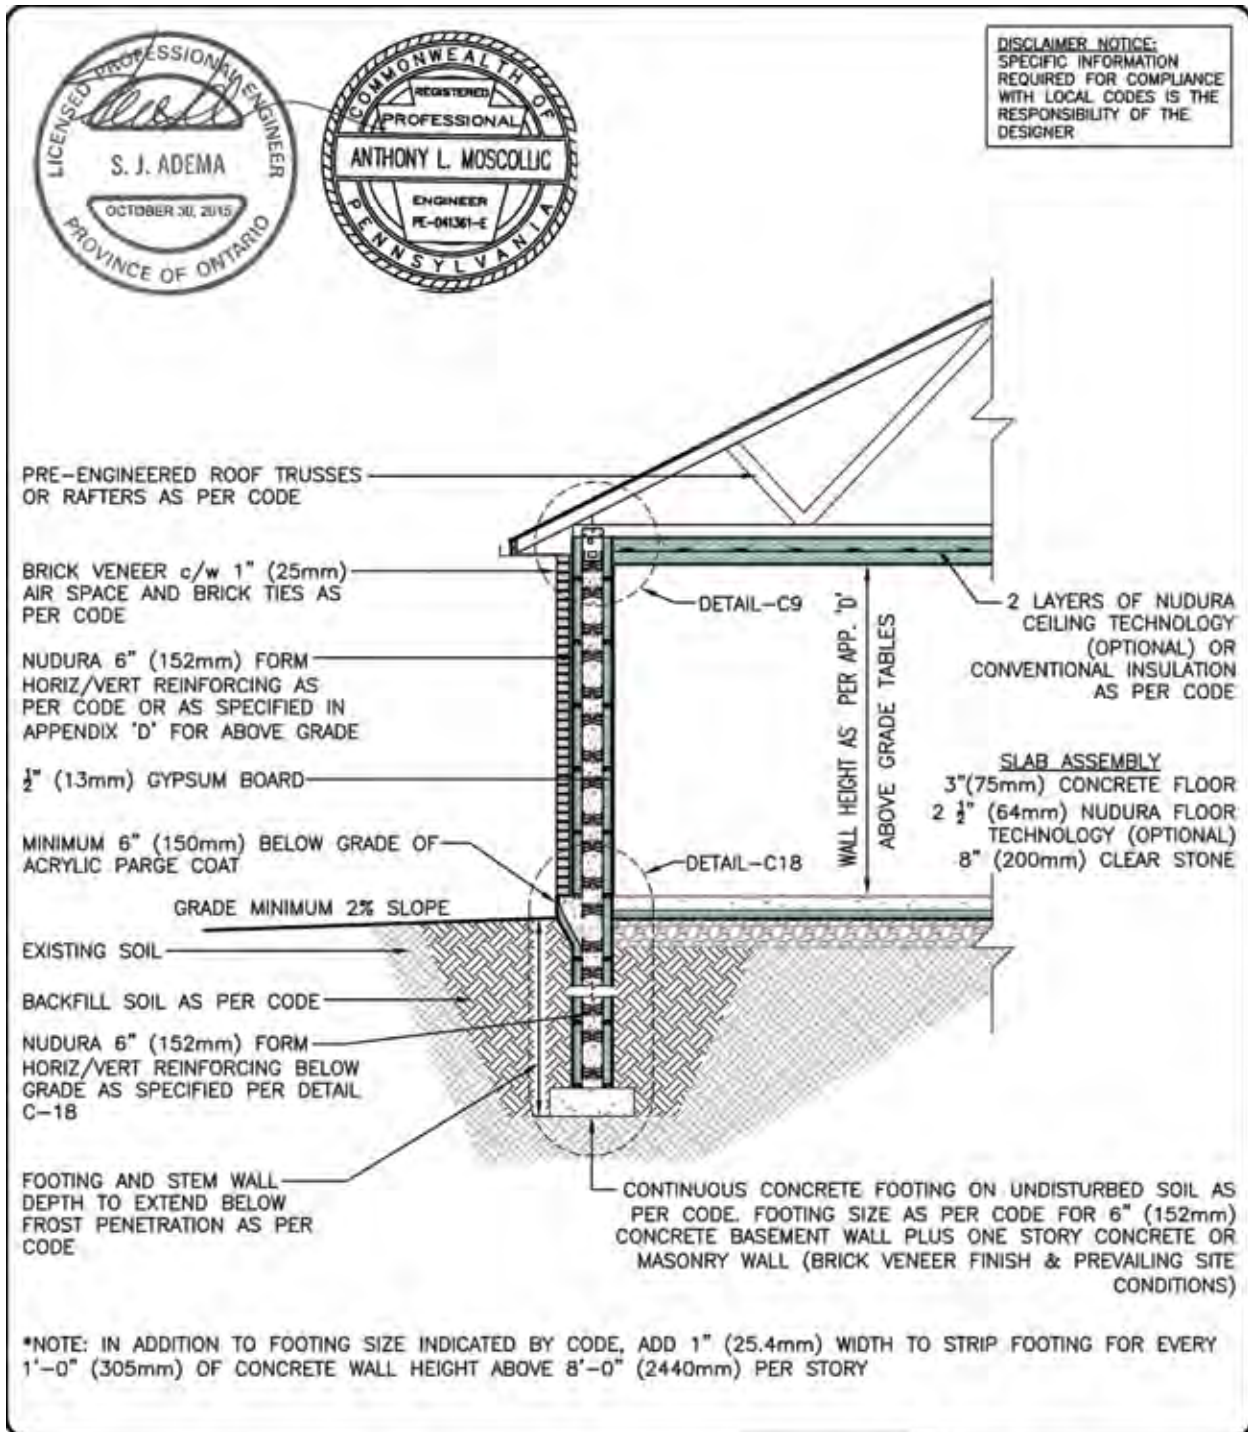 LICENSED PROFESSIONAL ENGINEER
S. J. ADEMA
OCTOBER 30, 2015
PROVINCE OF ONTARIO
COMMONWEALTH OF
REGISTERED
PROFESSIONAL
ANTHONY L. MOSCOLLIC
ENGINEER
PE-041361-E
PENNSYLVANIA
DISCLAIMER NOTICE:
SPECIFIC INFORMATION
REQUIRED FOR COMPLIANCE
WITH LOCAL CODES IS THE
RESPONSIBILITY OF THE
DESIGNER
PRE-ENGINEERED ROOF TRUSSES
OR RAFTERS AS PER CODE
BRICK VENEER c/w 1" (25mm)
AIR SPACE AND BRICK TIES AS
PER CODE
NUDURA 6" (152mm) FORM
HORIZ/VERT REINFORCING AS
PER CODE OR AS SPECIFIED IN
APPENDIX 'D' FOR ABOVE GRADE
½" (13mm) GYPSUM BOARD
MINIMUM 6" (150mm) BELOW GRADE OF
ACRYLIC PARGE COAT
GRADE MINIMUM 2% SLOPE
EXISTING SOIL
BACKFILL SOIL AS PER CODE
NUDURA 6" (152mm) FORM
HORIZ/VERT REINFORCING BELOW
GRADE AS SPECIFIED PER DETAIL
C-18
FOOTING AND STEM WALL
DEPTH TO EXTEND BELOW
FROST PENETRATION AS PER
CODE
DETAIL-C9
DETAIL-C18
WALL HEIGHT AS PER APP. 'D'
ABOVE GRADE TABLES
2 LAYERS OF NUDURA
CEILING TECHNOLOGY
(OPTIONAL) OR
CONVENTIONAL INSULATION
AS PER CODE
SLAB ASSEMBLY
3"(75mm) CONCRETE FLOOR
2 ½" (64mm) NUDURA FLOOR
TECHNOLOGY (OPTIONAL)
8" (200mm) CLEAR STONE
CONTINUOUS CONCRETE FOOTING ON UNDISTURBED SOIL AS
PER CODE. FOOTING SIZE AS PER CODE FOR 6" (152mm)
CONCRETE BASEMENT WALL PLUS ONE STORY CONCRETE OR
MASONRY WALL (BRICK VENEER FINISH & PREVAILING SITE
CONDITIONS)
*NOTE: IN ADDITION TO FOOTING SIZE INDICATED BY CODE, ADD 1" (25.4mm) WIDTH TO STRIP FOOTING FOR EVERY
1'-0" (305mm) OF CONCRETE WALL HEIGHT ABOVE 8'-0" (2440mm) PER STORY